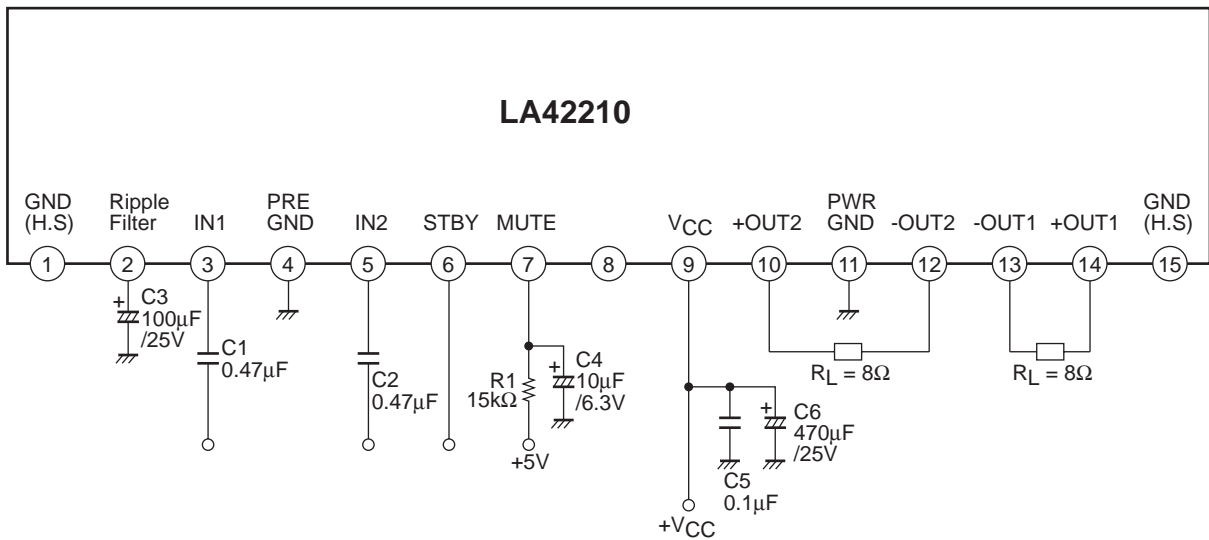 LA42210
GND
(H.S)
Ripple
Filter
IN1
PRE
GND
IN2
STBY
MUTE
VCC
+OUT2
PWR
GND
-OUT2
-OUT1
+OUT1
GND
(H.S)
1
2
3
4
5
6
7
8
9
10
11
12
13
14
15
+
C3
100µF
/25V
C1
0.47µF
C2
0.47µF
R1
15kΩ
+5V
+
C4
10µF
/6.3V
RL = 8Ω
RL = 8Ω
+
C6
470µF
/25V
C5
0.1µF
+VCC